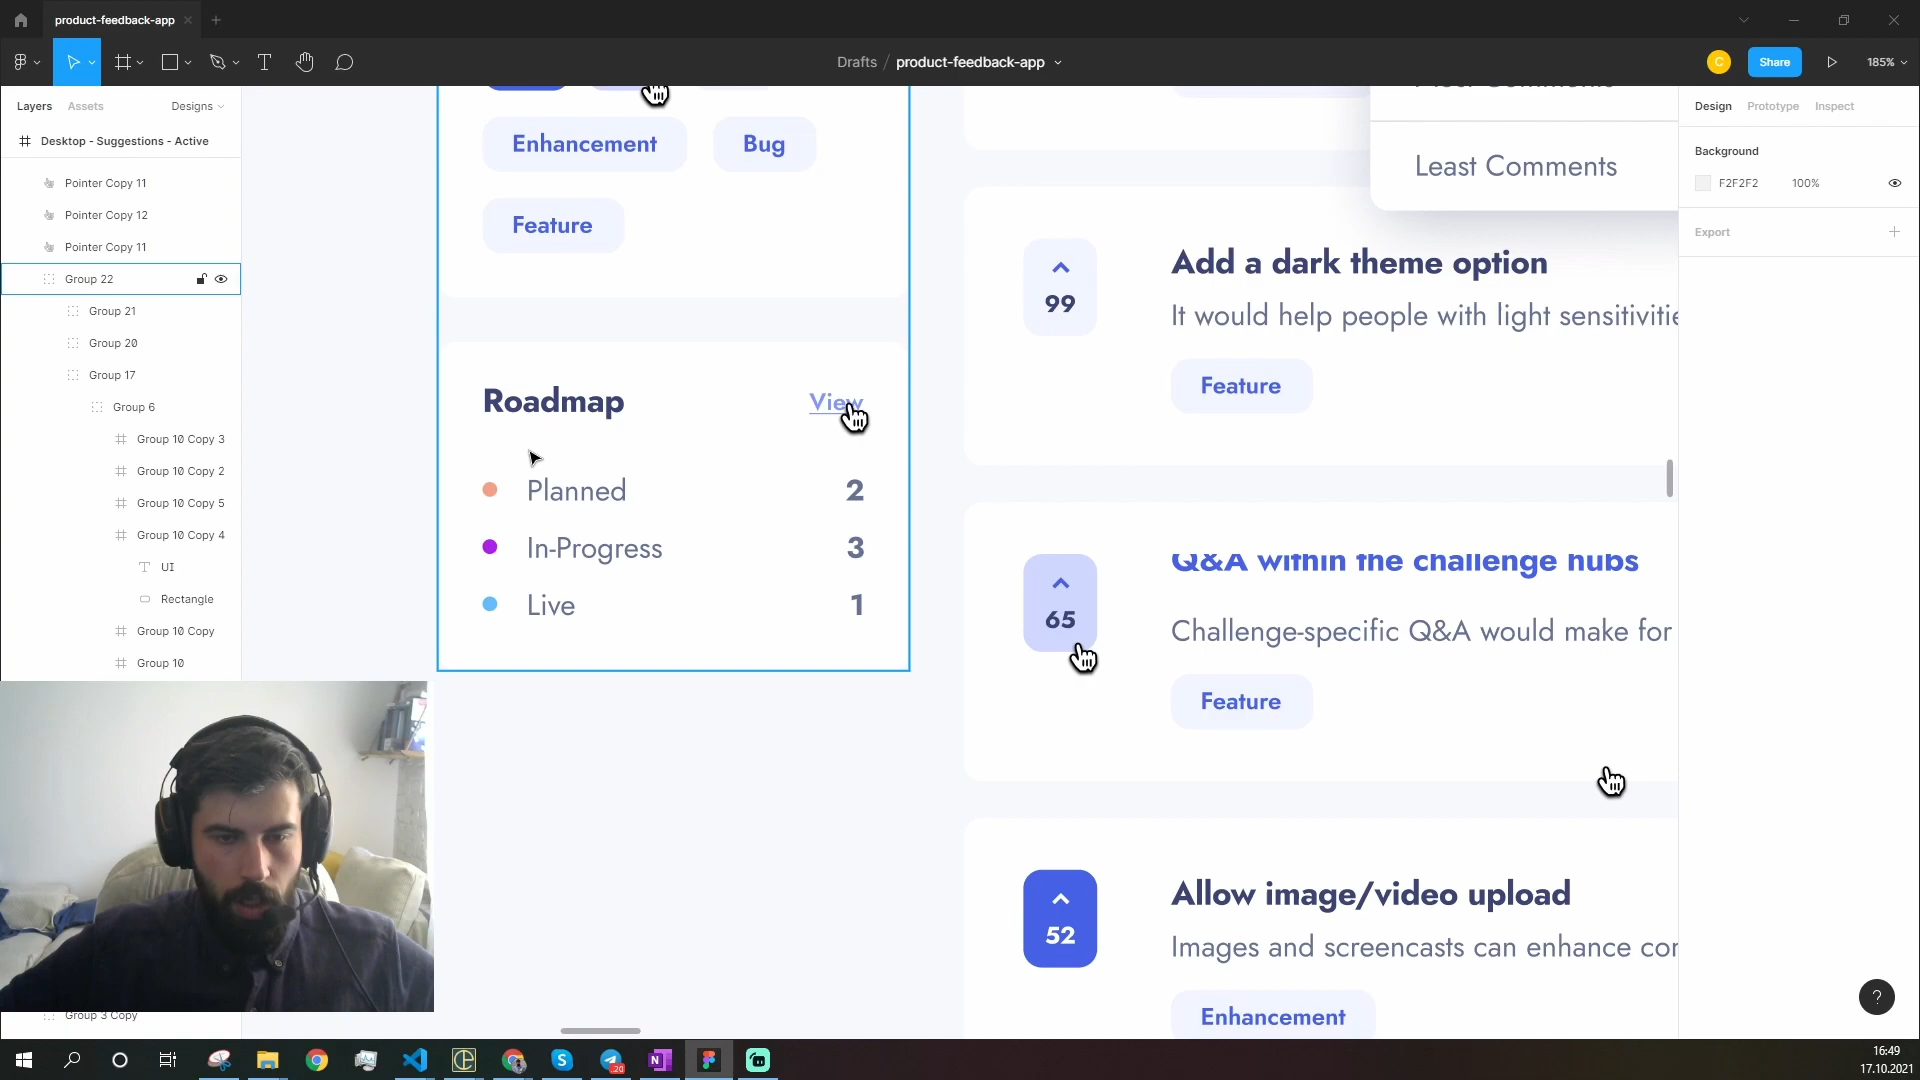 product-feedback-app
Drafts / product-feedback-app
C
Share
185%
Layers
Assets
Designs
Desktop - Suggestions - Active
Pointer Copy 11
Pointer Copy 12
Pointer Copy 11
Group 22
Group 21
Group 20
Group 17
Group 6
Group 10 Copy 3
Group 10 Copy 2
Group 10 Copy 5
Group 10 Copy 4
UI
Rectangle
Group 10 Copy
Group 10
Group 3 Copy
Enhancement
Bug
Feature
Roadmap
View
Planned
2
In-Progress
3
Live
1
Least Comments
99
Add a dark theme option
It would help people with light sensitivitie
Feature
65
Q&A within the challenge hubs
Challenge-specific Q&A would make for
Feature
52
Allow image/video upload
Images and screencasts can enhance cor
Enhancement
Design
Prototype
Inspect
Background
F2F2F2
100%
Export
?
20
16:49
17.10.2021